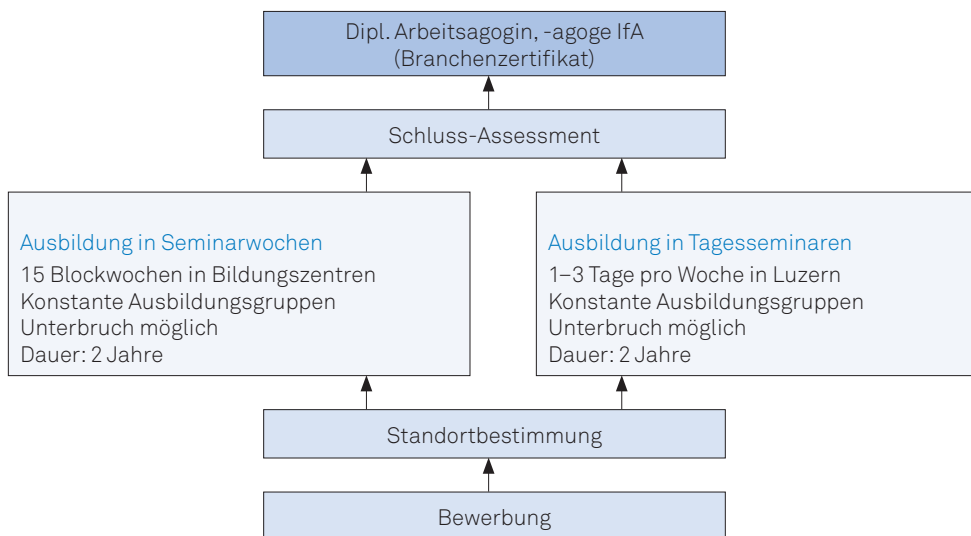 Dipl. Arbeitsagogin, -agoge IfA
(Branchenzertifikat)
Schluss-Assessment
Ausbildung in Seminarwochen
15 Blockwochen in Bildungszentren
Konstante Ausbildungsgruppen
Unterbruch möglich
Dauer: 2 Jahre
Ausbildung in Tagesseminaren
1–3 Tage pro Woche in Luzern
Konstante Ausbildungsgruppen
Unterbruch möglich
Dauer: 2 Jahre
Standortbestimmung
Bewerbung